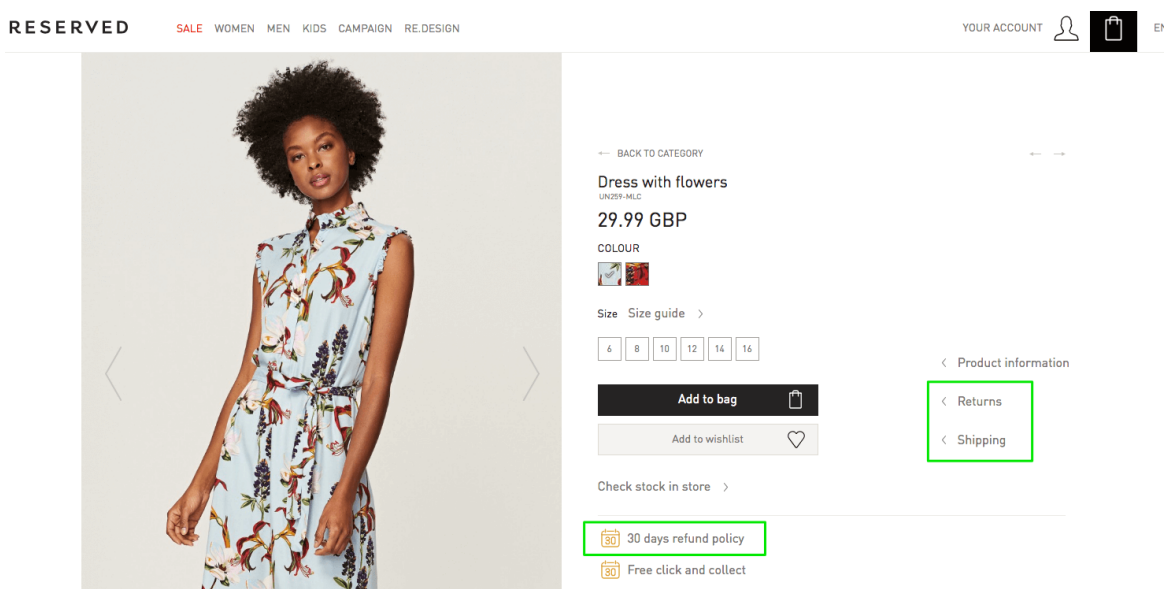 RESERVED
SALE WOMEN MEN KIDS CAMPAIGN RE.DESIGN
YOUR ACCOUNT
EN
← BACK TO CATEGORY
← →
Dress with flowers
UN259-MLC
29.99 GBP
COLOUR
Size Size guide >
6 8 10 12 14 16
< Product information
Add to bag
< Returns
Add to wishlist
< Shipping
Check stock in store >
30 30 days refund policy
30 Free click and collect